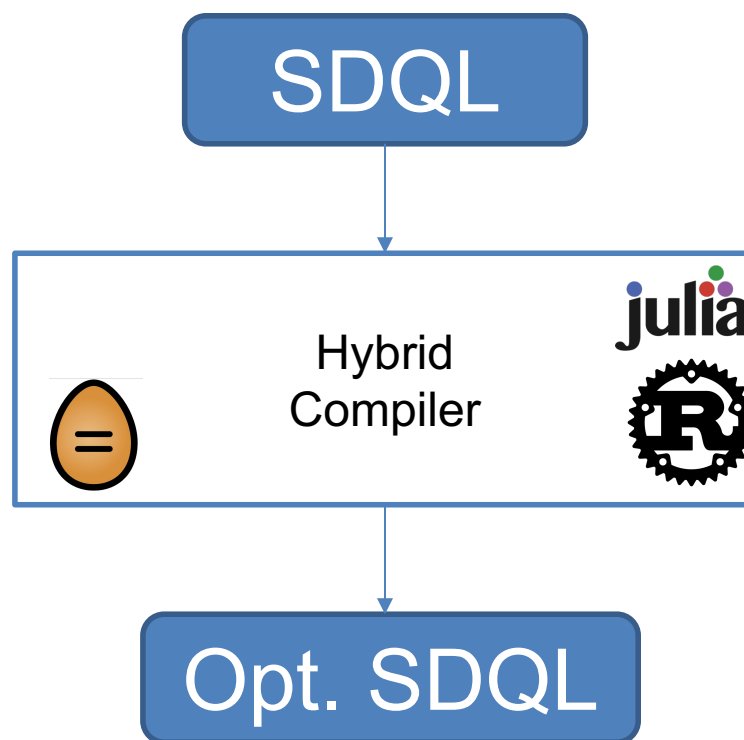 SDQL
julia
Hybrid
Compiler
R
Opt. SDQL